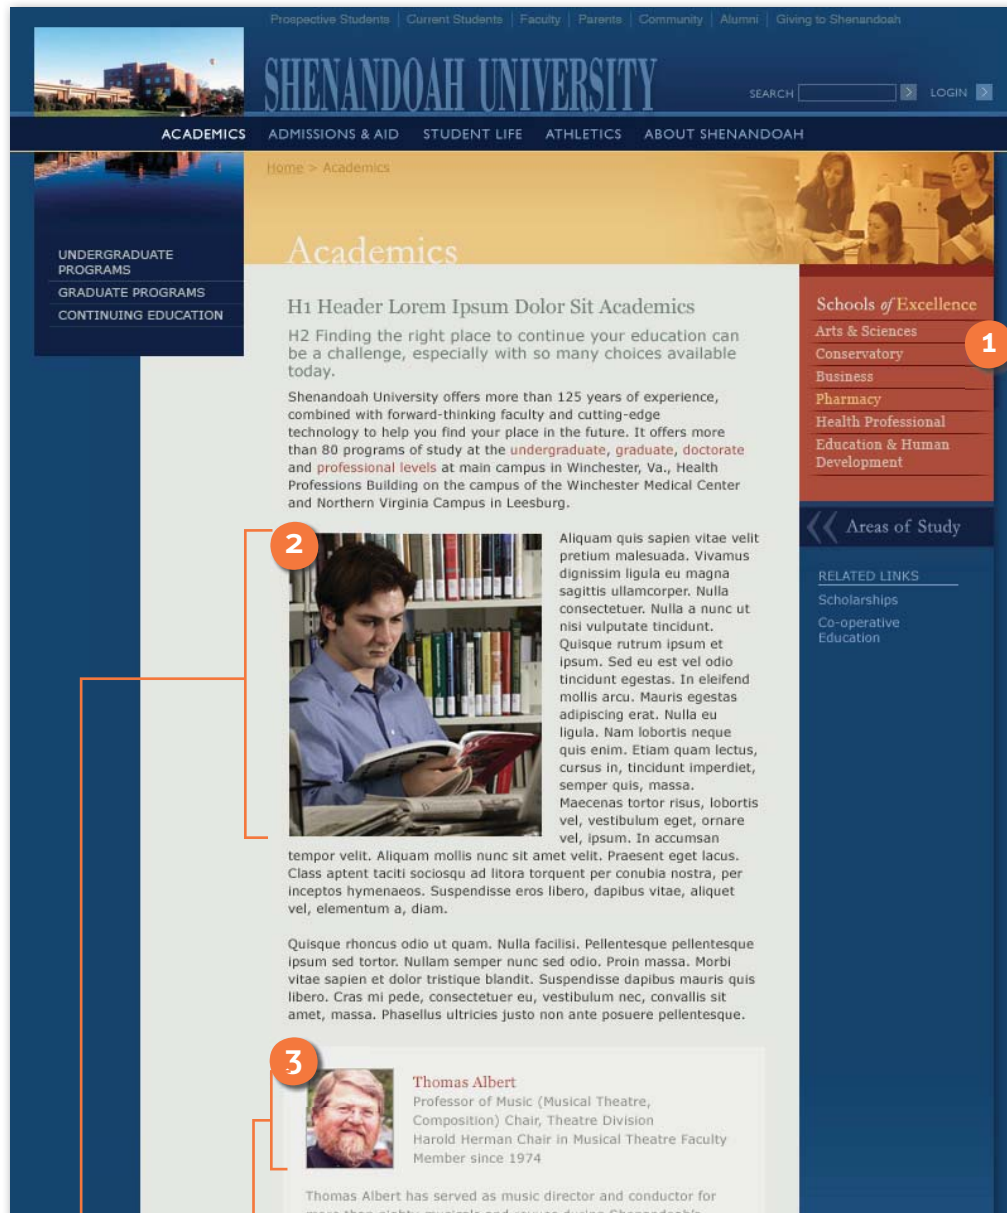 Prospective Students | Current Students | Faculty | Parents | Community | Alumni | Giving to Shenandoah
SHENANDOAH UNIVERSITY
SEARCH
LOGIN
ACADEMICS ADMISSIONS & AID STUDENT LIFE ATHLETICS ABOUT SHENANDOAH
Home > Academics
Academics
UNDERGRADUATE
PROGRAMS
GRADUATE PROGRAMS
CONTINUING EDUCATION
H1 Header Lorem Ipsum Dolor Sit Academics
H2 Finding the right place to continue your education can
be a challenge, especially with so many choices available
today.
Shenandoah University offers more than 125 years of experience,
combined with forward-thinking faculty and cutting-edge
technology to help you find your place in the future. It offers more
than 80 programs of study at the undergraduate, graduate, doctorate
and professional levels at main campus in Winchester, Va., Health
Professions Building on the campus of the Winchester Medical Center
and Northern Virginia Campus in Leesburg.
2
Aliquam quis sapien vitae velit
pretium malesuada. Vivamus
dignissim ligula eu magna
sagittis ullamcorper. Nulla
consectetuer. Nulla a nunc ut
nisi vulputate tincidunt.
Quisque rutrum ipsum et
ipsum. Sed eu est vel odio
tincidunt egestas. In eleifend
mollis arcu. Mauris egestas
adipiscing erat. Nulla eu
ligula. Nam lobortis neque
quis enim. Etiam quam lectus,
cursus in, tincidunt imperdiet,
semper quis, massa.
Maecenas tortor risus, lobortis
vel, vestibulum eget, ornare
vel, ipsum. In accumsan
tempor velit. Aliquam mollis nunc sit amet velit. Praesent eget lacus.
Class aptent taciti sociosqu ad litora torquent per conubia nostra, per
inceptos hymenaeos. Suspendisse eros libero, dapibus vitae, aliquet
vel, elementum a, diam.
Quisque rhoncus odio ut quam. Nulla facilisi. Pellentesque pellentesque
ipsum sed tortor. Nullam semper nunc sed odio. Proin massa. Morbi
vitae sapien et dolor tristique blandit. Suspendisse dapibus mauris quis
libero. Cras mi pede, consectetuer eu, vestibulum nec, convallis sit
amet, massa. Phasellus ultricies justo non ante posuere pellentesque.
3
Thomas Albert
Professor of Music (Musical Theatre,
Composition) Chair, Theatre Division
Harold Herman Chair in Musical Theatre Faculty
Member since 1974
Thomas Albert has served as music director and conductor for
more than eighty musicals and revues during Shenandoah's
Schools of Excellence
Arts & Sciences
1
Conservatory
Business
Pharmacy
Health Professional
Education & Human
Development
Areas of Study
RELATED LINKS
Scholarships
Co-operative
Education